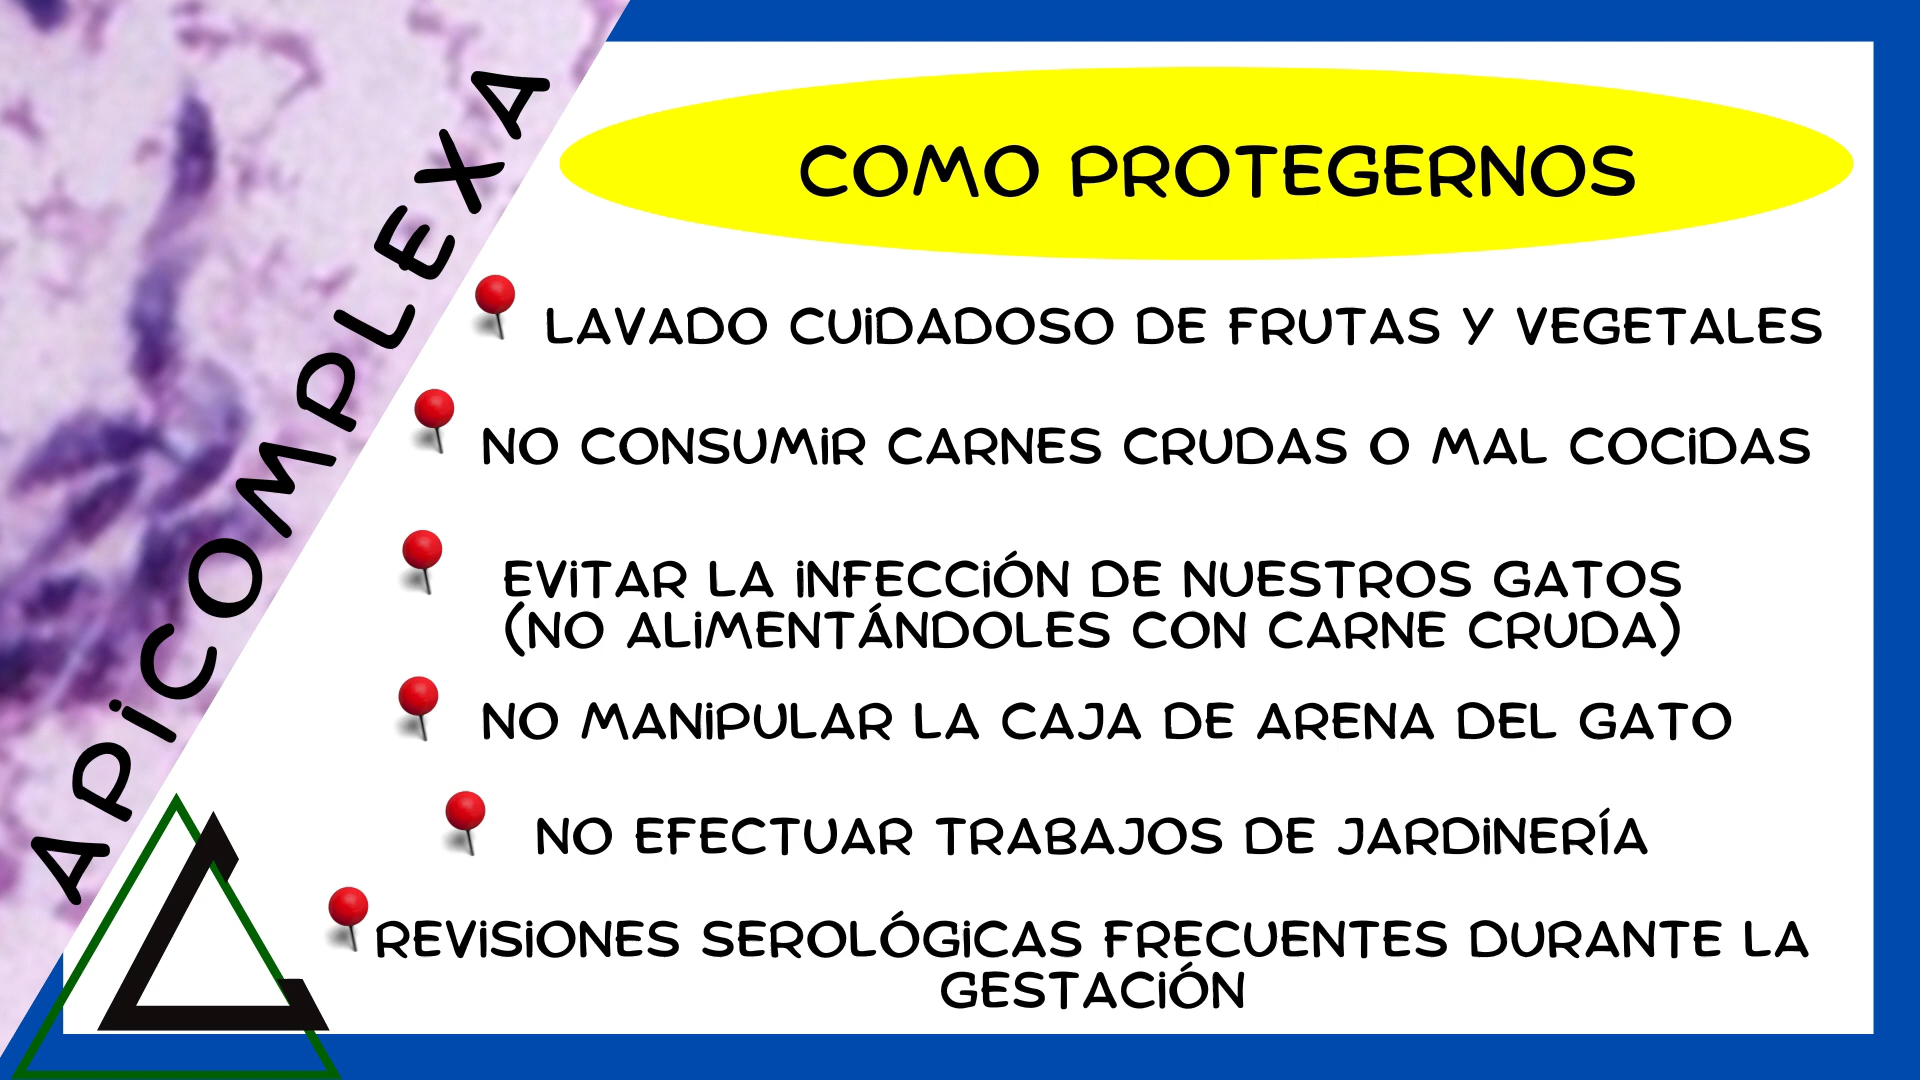 APiCOMPLEXA
COMO PROTEGERNOS
LAVADO CUiDADOSO DE FRUTAS Y VEGETALES
NO CONSUMiR CARNES CRUDAS O MAL COCiDAS
EViTAR LA iNFECCiÓN DE NUESTROS GATOS
(NO ALiMENTÁNDOLES CON CARNE CRUDA)
NO MANiPULAR LA CAJA DE ARENA DEL GATO
NO EFECTUAR TRABAJOS DE JARDiNERÍA
REViSiONES SEROLÓGiCAS FRECUENTES DURANTE LA
GESTACiÓN